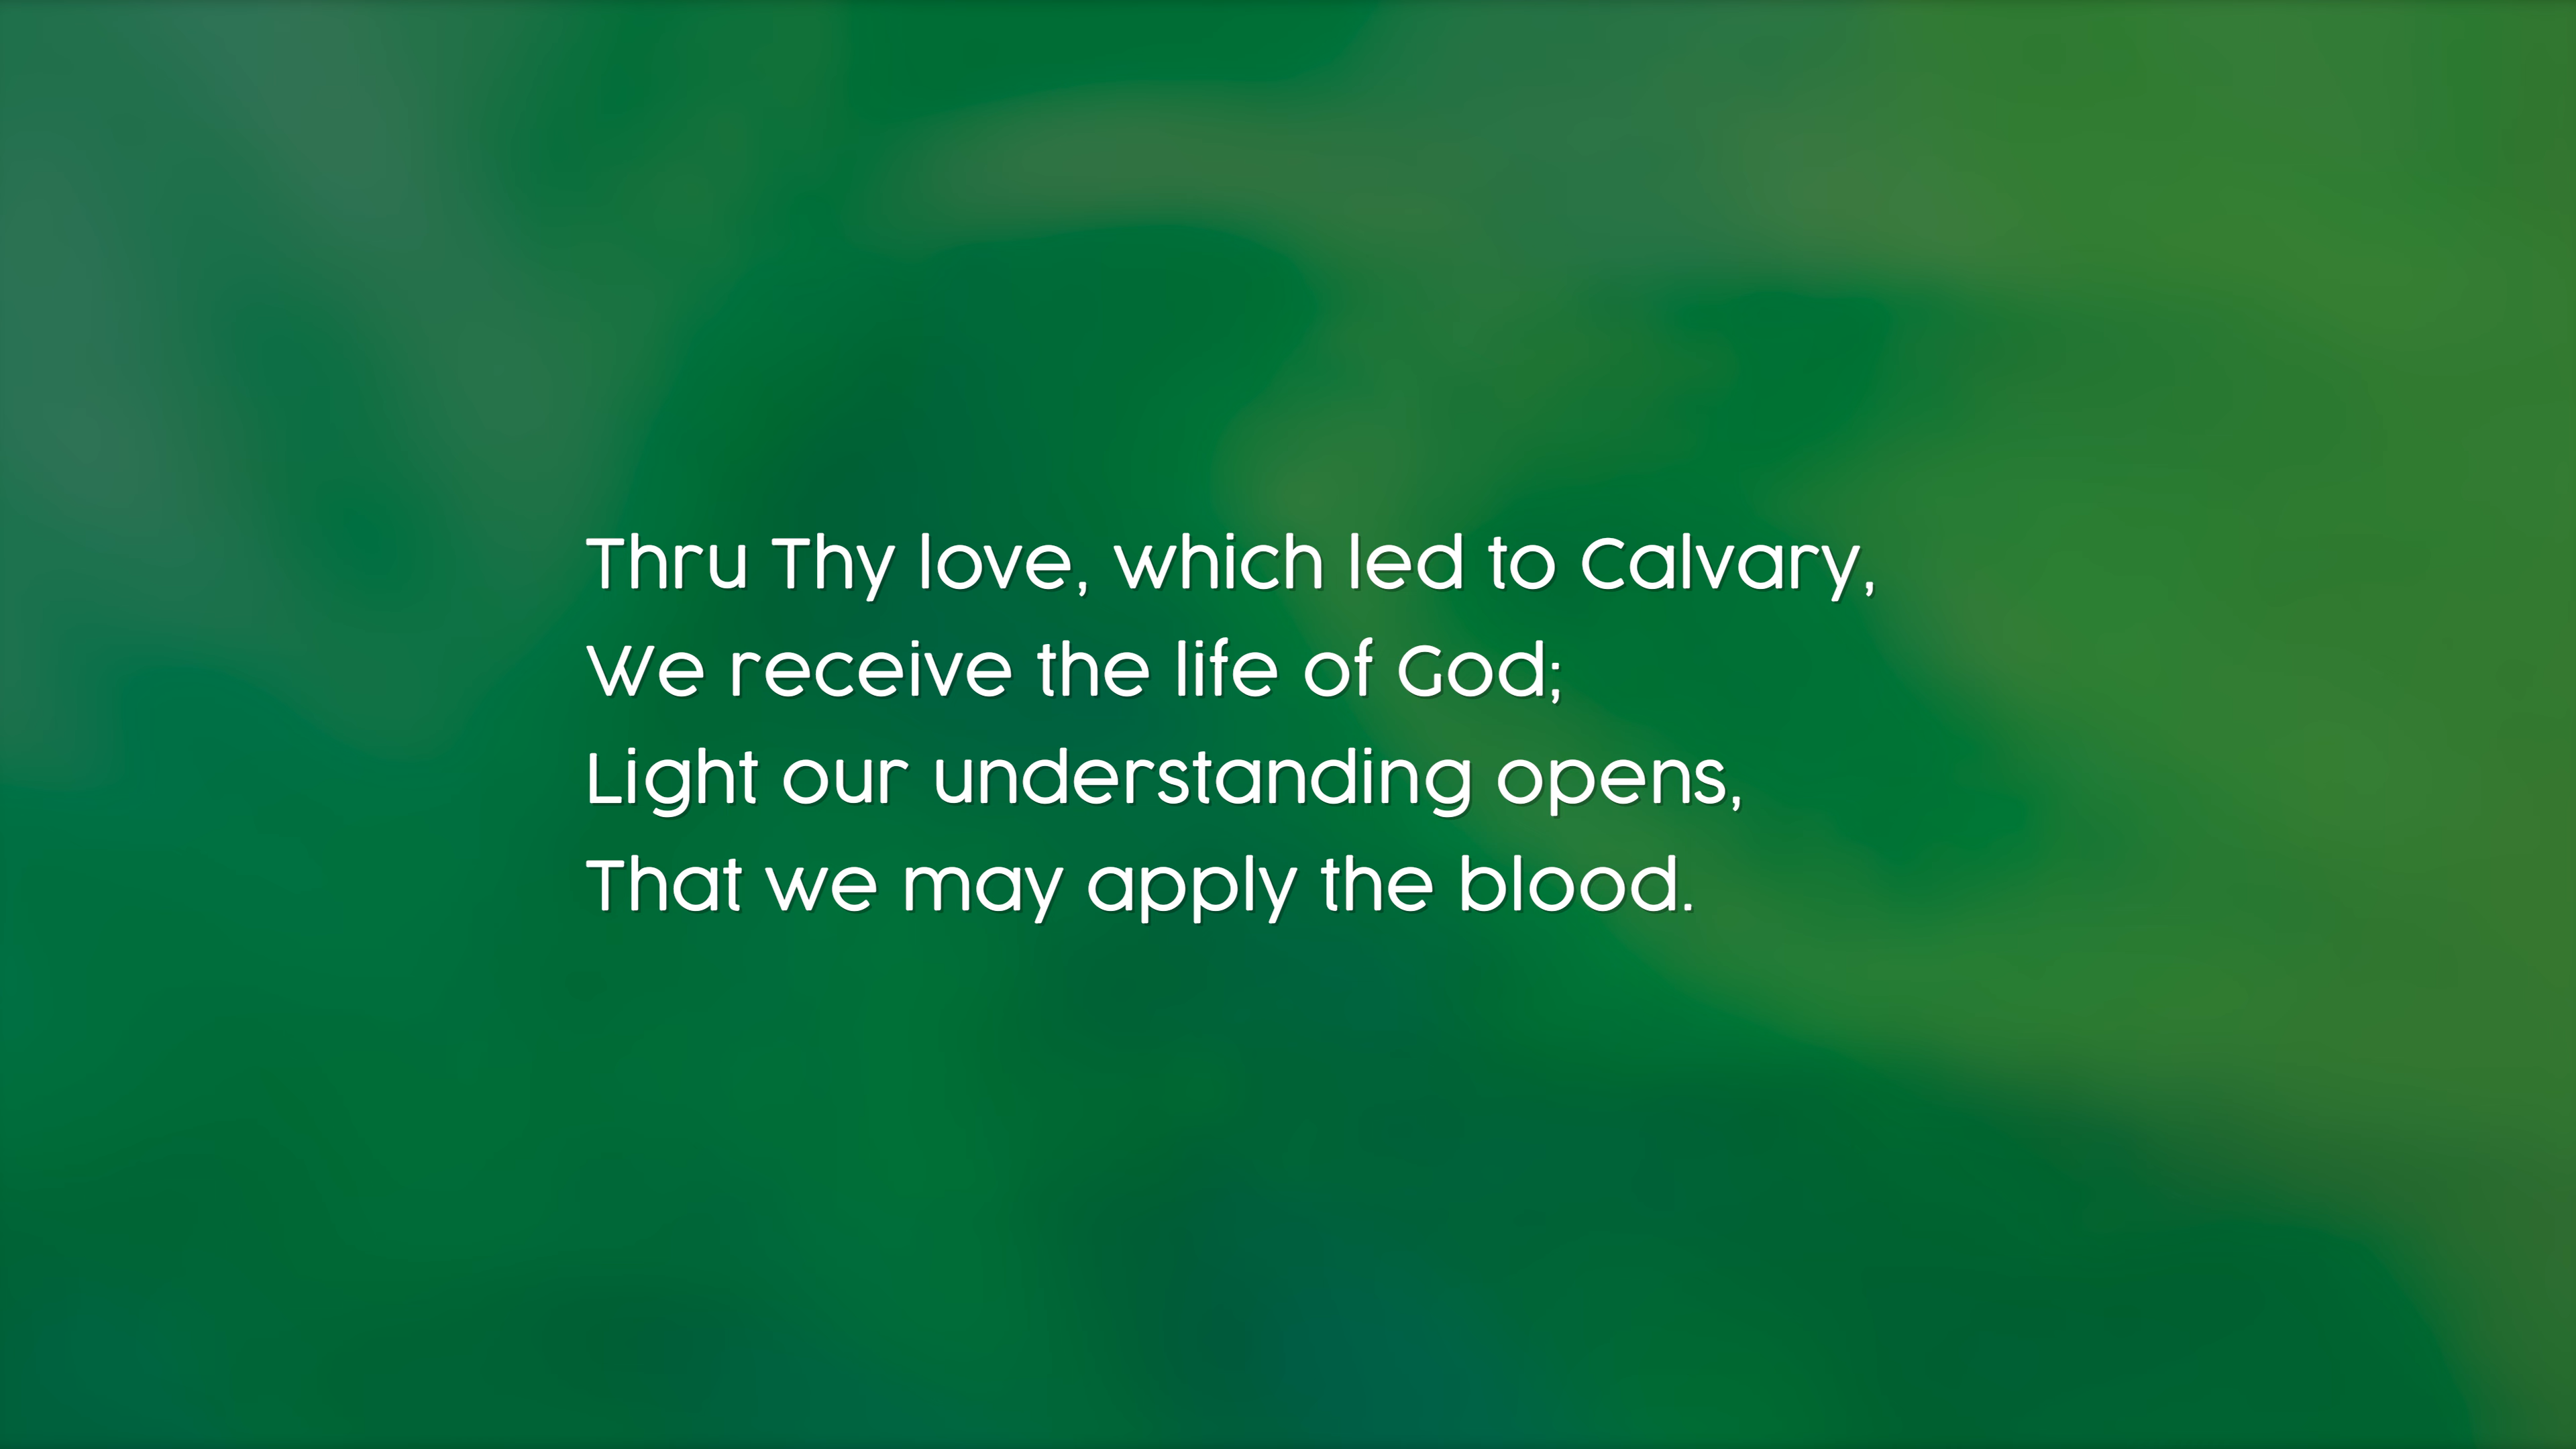 Thru Thy love, which led to Calvary,
We receive the life of God;
Light our understanding opens,
That we may apply the blood.